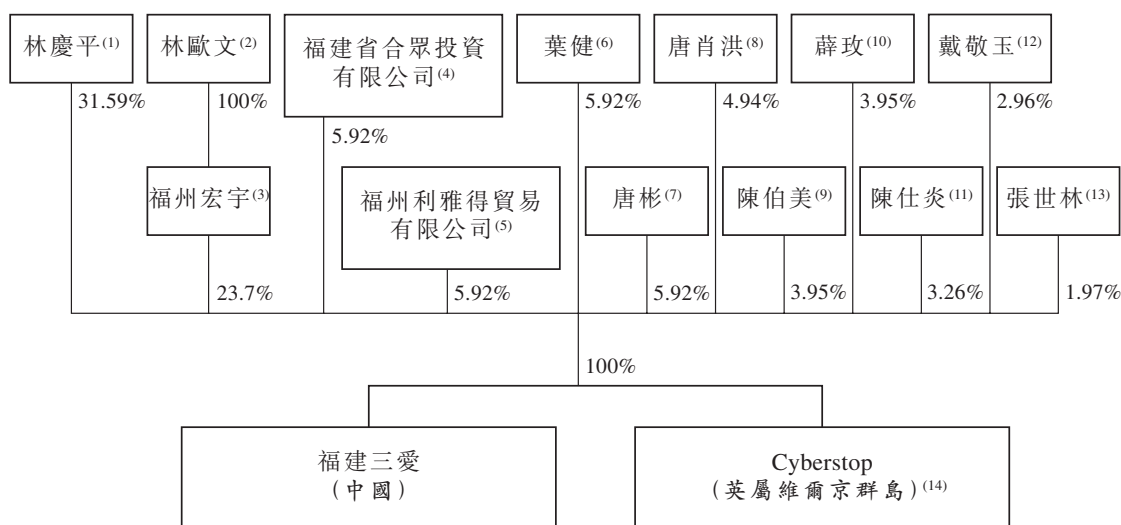 林慶平(1)
林歐文(2)
福建省合眾投資
有限公司(4)
葉健(6)
唐肖洪(8)
薜玫(10)
戴敬玉(12)
31.59%
100%
5.92%
5.92%
4.94%
3.95%
2.96%
福州宏宇(3)
福州利雅得貿易
有限公司(5)
唐彬(7)
陳伯美(9)
陳仕炎(11)
張世林(13)
23.7%
5.92%
5.92%
3.95%
3.26%
1.97%
100%
福建三愛
(中國)
Cyberstop
(英屬維爾京群島)(14)